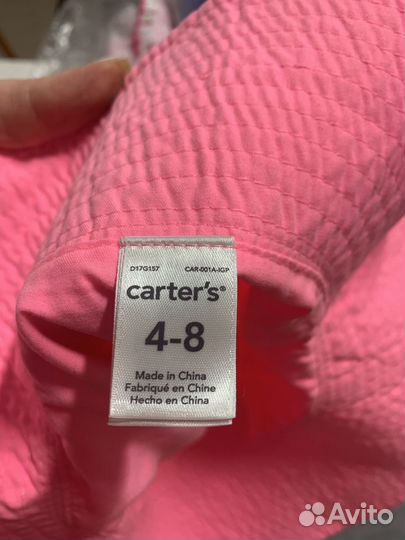 D17G157 CAR-001A-IGP
carter's®
4-8
Made in China
Fabriqué en Chine
Hecho en China
Avito